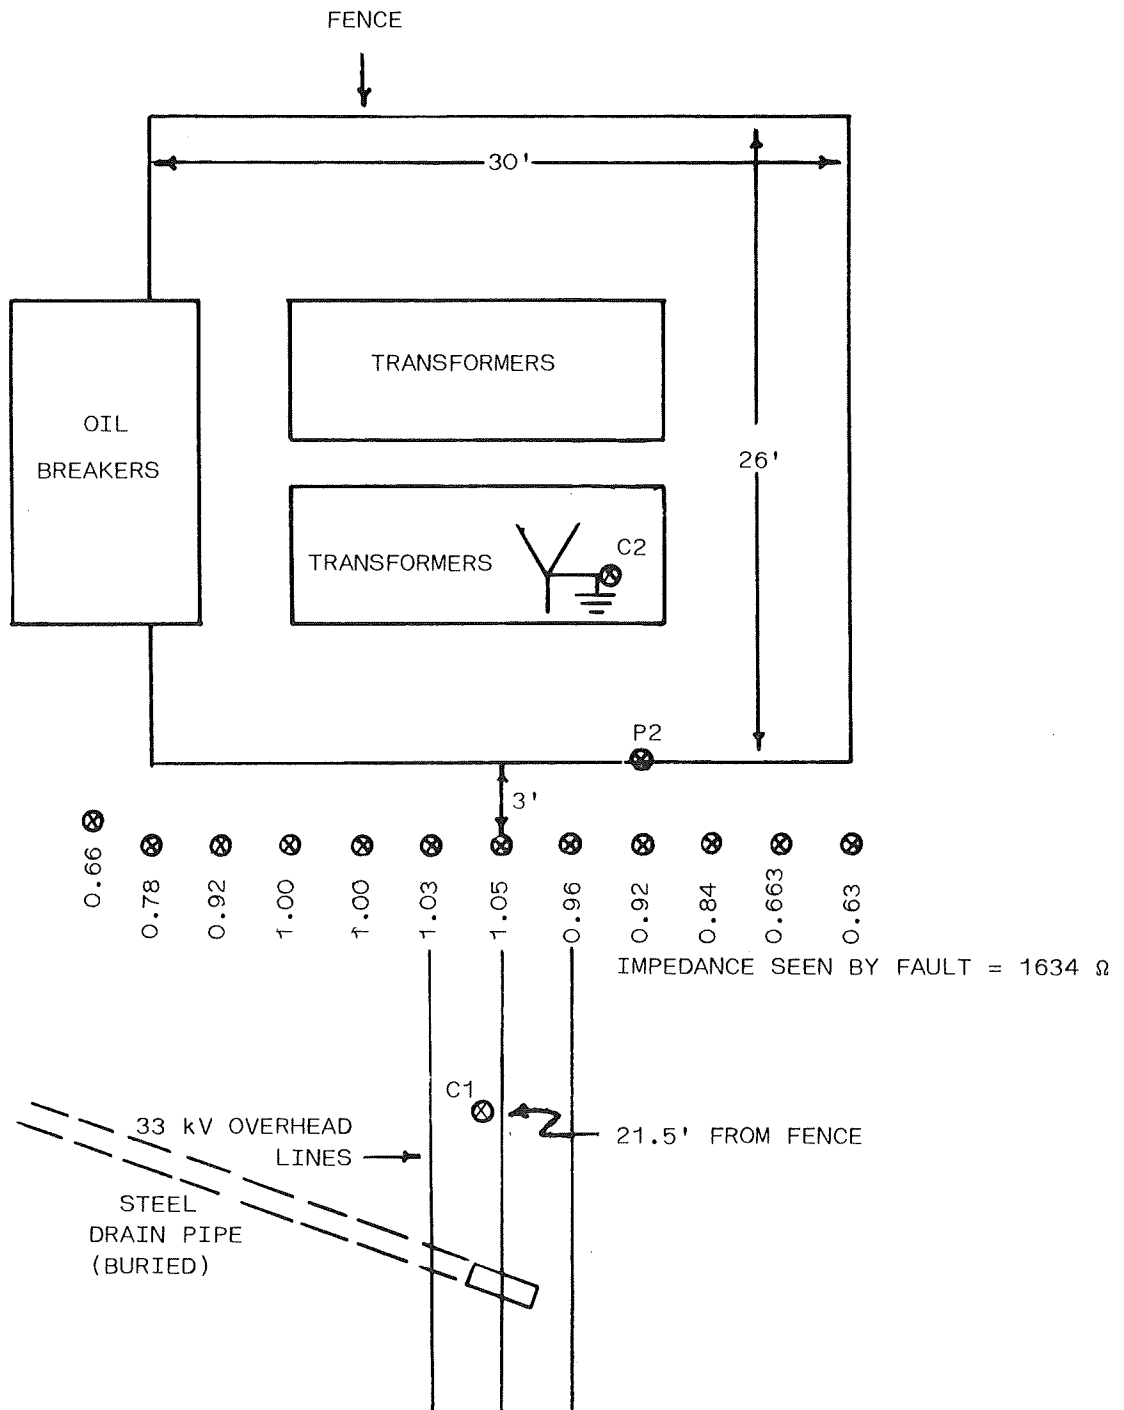 FENCE
30'
TRANSFORMERS
OIL
BREAKERS
26'
C2
TRANSFORMERS
P2
3'
0.66
0.78
0.92
1.00
1.00
1.03
1.05
0.96
0.92
0.84
0.663
0.63
IMPEDANCE SEEN BY FAULT = 1634 Ω
C1
33 kV OVERHEAD
LINES
21.5' FROM FENCE
STEEL
DRAIN PIPE
(BURIED)